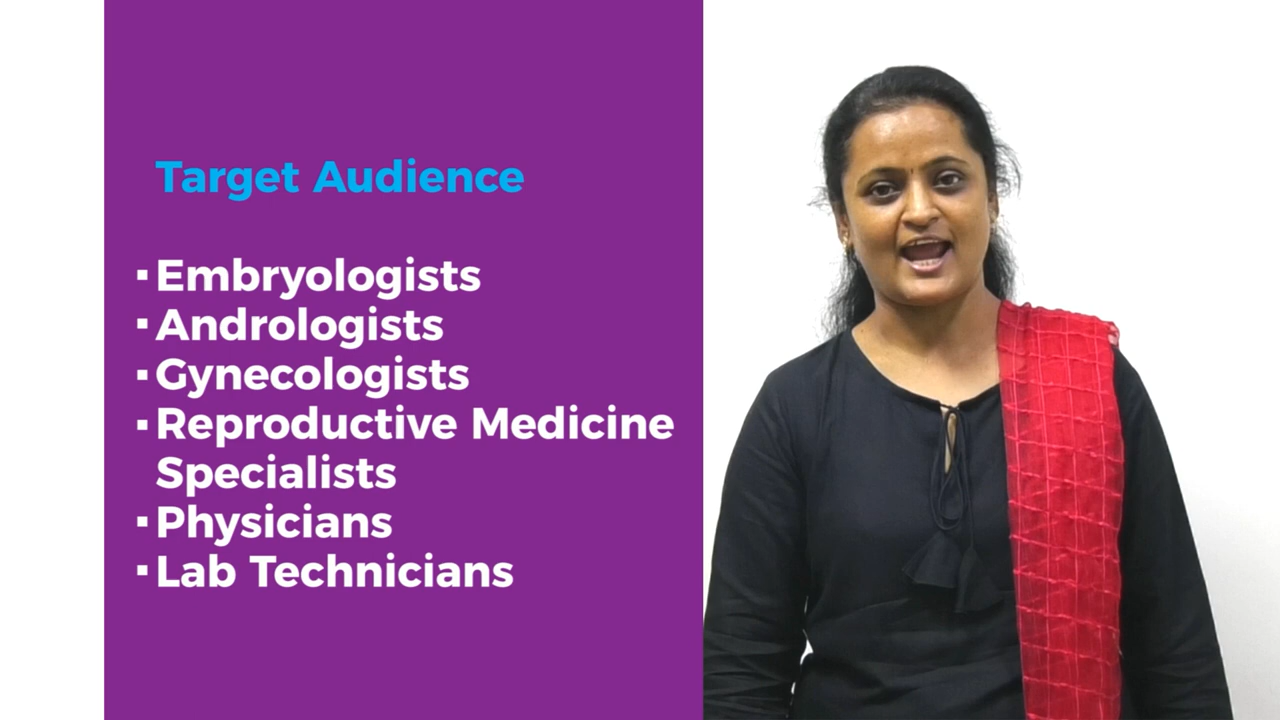 Target Audience
▪Embryologists
▪Andrologists
▪Gynecologists
▪Reproductive Medicine
Specialists
▪Physicians
▪Lab Technicians